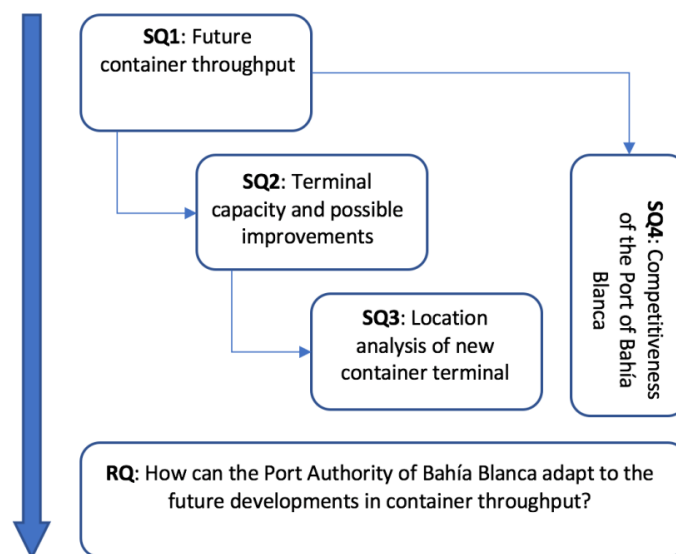 SQ1: Future
container throughput
SQ2: Terminal
capacity and possible
improvements
SQ3: Location
analysis of new
container terminal
SQ4: Competitiveness
of the Port of Bahía
Blanca
RQ: How can the Port Authority of Bahía Blanca adapt to the
future developments in container throughput?